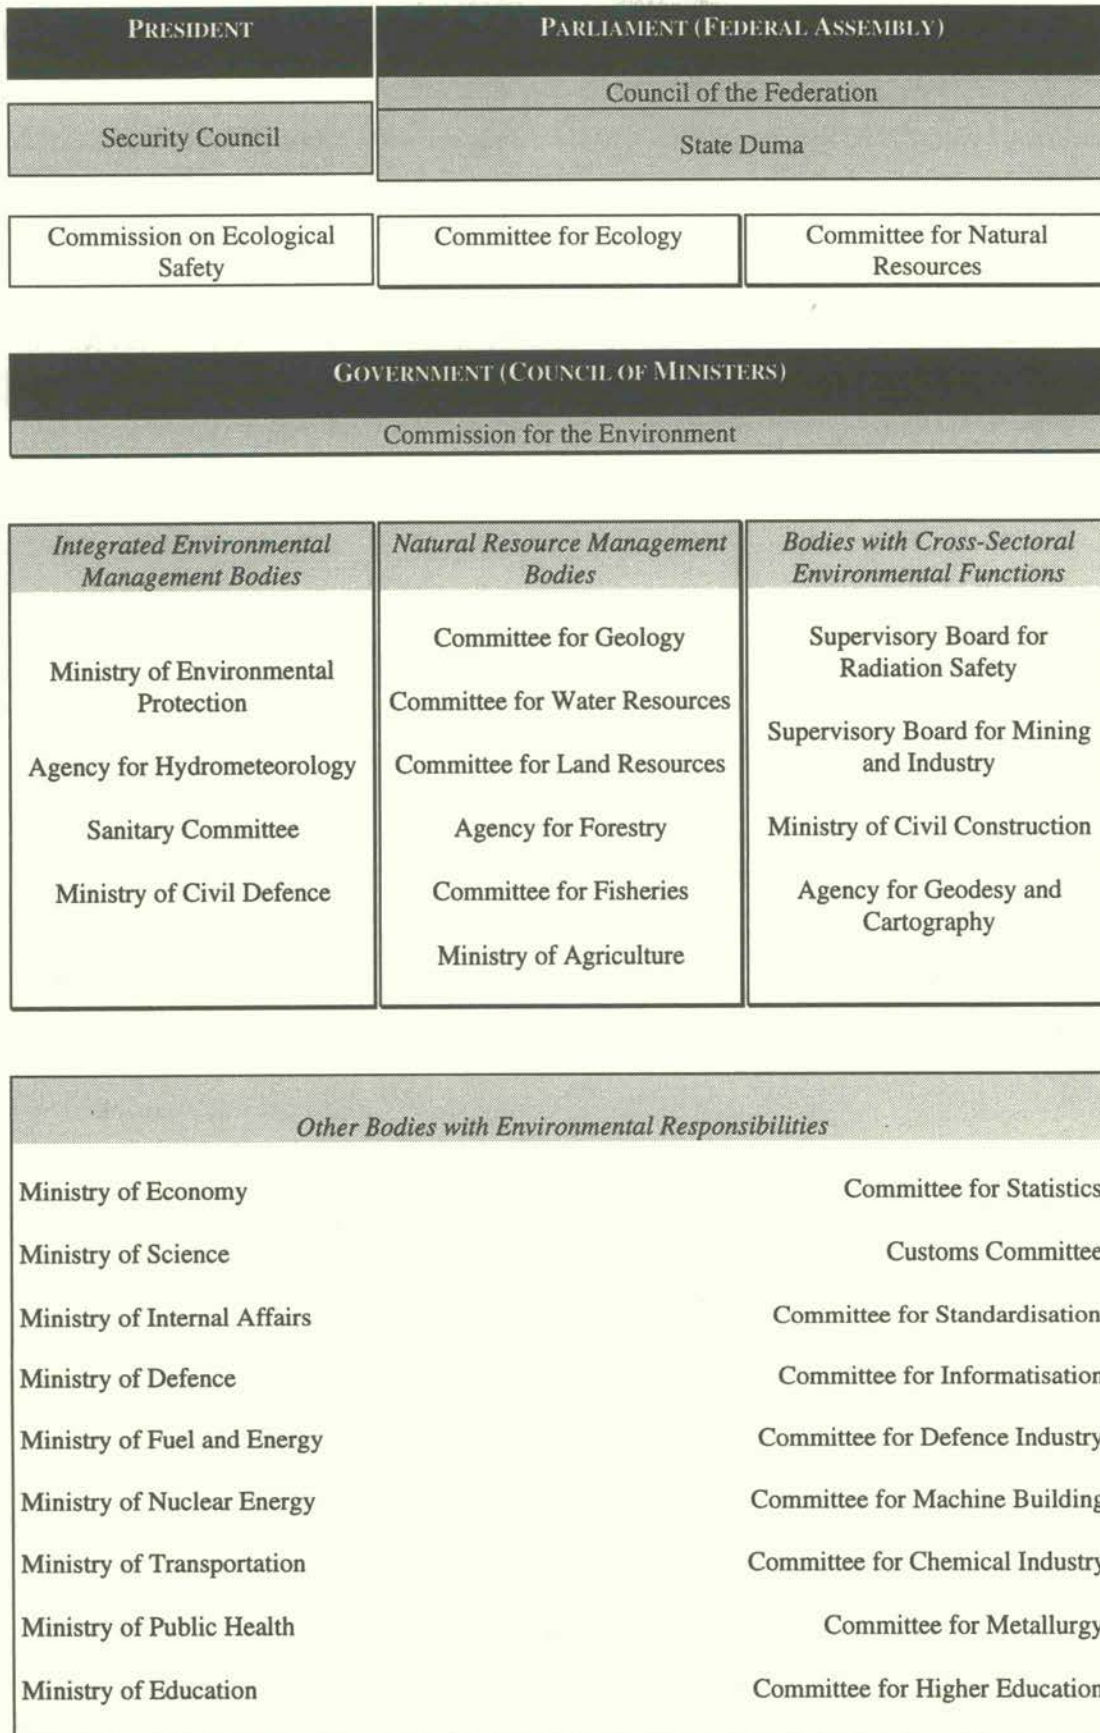 PRESIDENT
PARLIAMENT (FEDERAL ASSEMBLY)
Council of the Federation
Security Council
State Duma
Commission on Ecological
Safety
Committee for Ecology
Committee for Natural
Resources
GOVERNMENT (COUNCIL OF MINISTERS)
Commission for the Environment
Integrated Environmental
Management Bodies
Ministry of Environmental
Protection
Agency for Hydrometeorology
Sanitary Committee
Ministry of Civil Defence
Natural Resource Management
Bodies
Committee for Geology
Committee for Water Resources
Committee for Land Resources
Agency for Forestry
Committee for Fisheries
Ministry of Agriculture
Bodies with Cross-Sectoral
Environmental Functions
Supervisory Board for
Radiation Safety
Supervisory Board for Mining
and Industry
Ministry of Civil Construction
Agency for Geodesy and
Cartography
Other Bodies with Environmental Responsibilities
Ministry of Economy
Committee for Statistics
Ministry of Science
Customs Committee
Ministry of Internal Affairs
Committee for Standardisation
Ministry of Defence
Committee for Informatisation
Ministry of Fuel and Energy
Committee for Defence Industry
Ministry of Nuclear Energy
Committee for Machine Building
Ministry of Transportation
Committee for Chemical Industry
Ministry of Public Health
Committee for Metallurgy
Ministry of Education
Committee for Higher Education